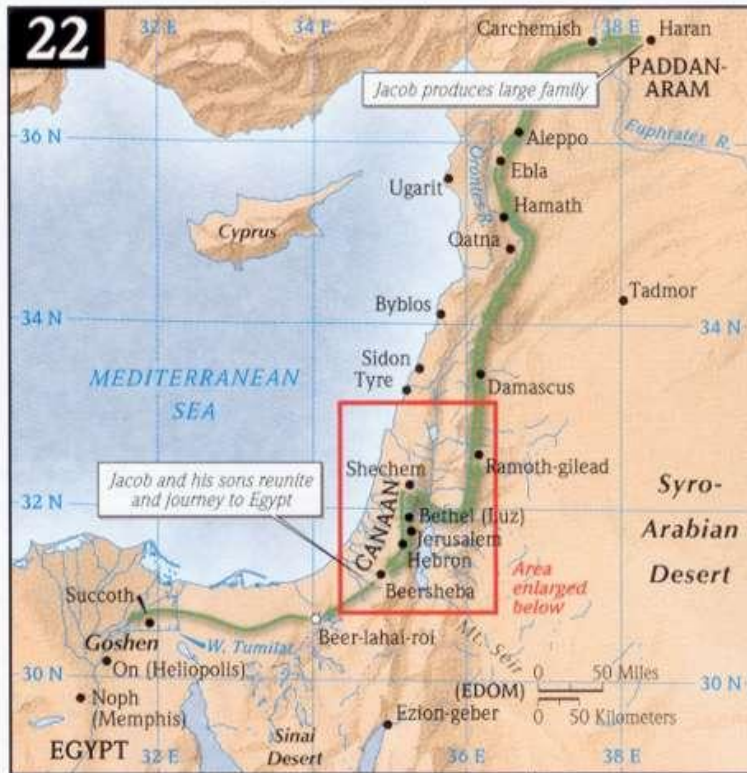 22
32 E
34 E
38 E
Carchemish
Haran
PADDAN-
ARAM
Jacob produces large family
36 N
Euphrates R.
Aleppo
Orontes R.
Ebla
Ugarit
Hamath
Cyprus
Qatna
Tadmor
Byblos
34 N
34 N
Sidon
Tyre
MEDITERRANEAN
SEA
Damascus
Shechem
Ramoth-gilead
Jacob and his sons reunite
and journey to Egypt
32 N
CANAAN
Bethel (Luz)
Jerusalem
Hebron
Beersheba
Syro-
Arabian
Desert
32 N
Area
enlarged
below
Succoth
Goshen
W. Tumilat
Beer-lahai-roi
Mt. Seir
30 N
On (Heliopolis)
(EDOM)
0 50 Miles
0 50 Kilometers
30 N
Noph
(Memphis)
Ezion-geber
EGYPT
32 E
Sinai
Desert
36 E
38 E